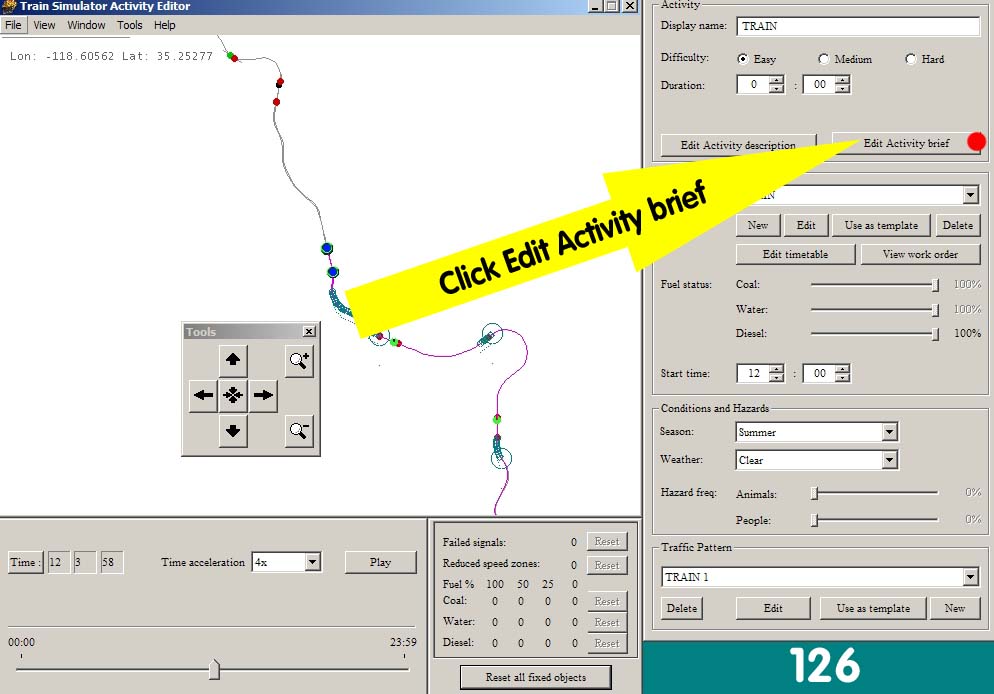 Train Simulator Activity Editor
File View Window Tools Help
Lon: -118.60562 Lat: 35.25277
Tools
Click Edit Activity brief
Time : 12 3 58
Time acceleration 4x
Play
00:00 23:59
Failed signals: 0 Reset
Reduced speed zones: 0 Reset
Fuel % 100 50 25 0
Coal: 0 0 0 0 Reset
Water: 0 0 0 0 Reset
Diesel: 0 0 0 0 Reset
Reset all fixed objects
Activity
Display name: TRAIN
Difficulty: Easy Medium Hard
Duration: 0 : 00
Edit Activity description Edit Activity brief
New Edit Use as template Delete
Edit timetable View work order
Fuel status: Coal: 100%
Water: 100%
Diesel: 100%
Start time: 12 : 00
Conditions and Hazards
Season: Summer
Weather: Clear
Hazard freq: Animals: 0%
People: 0%
Traffic Pattern
TRAIN 1
Delete Edit Use as template New
126